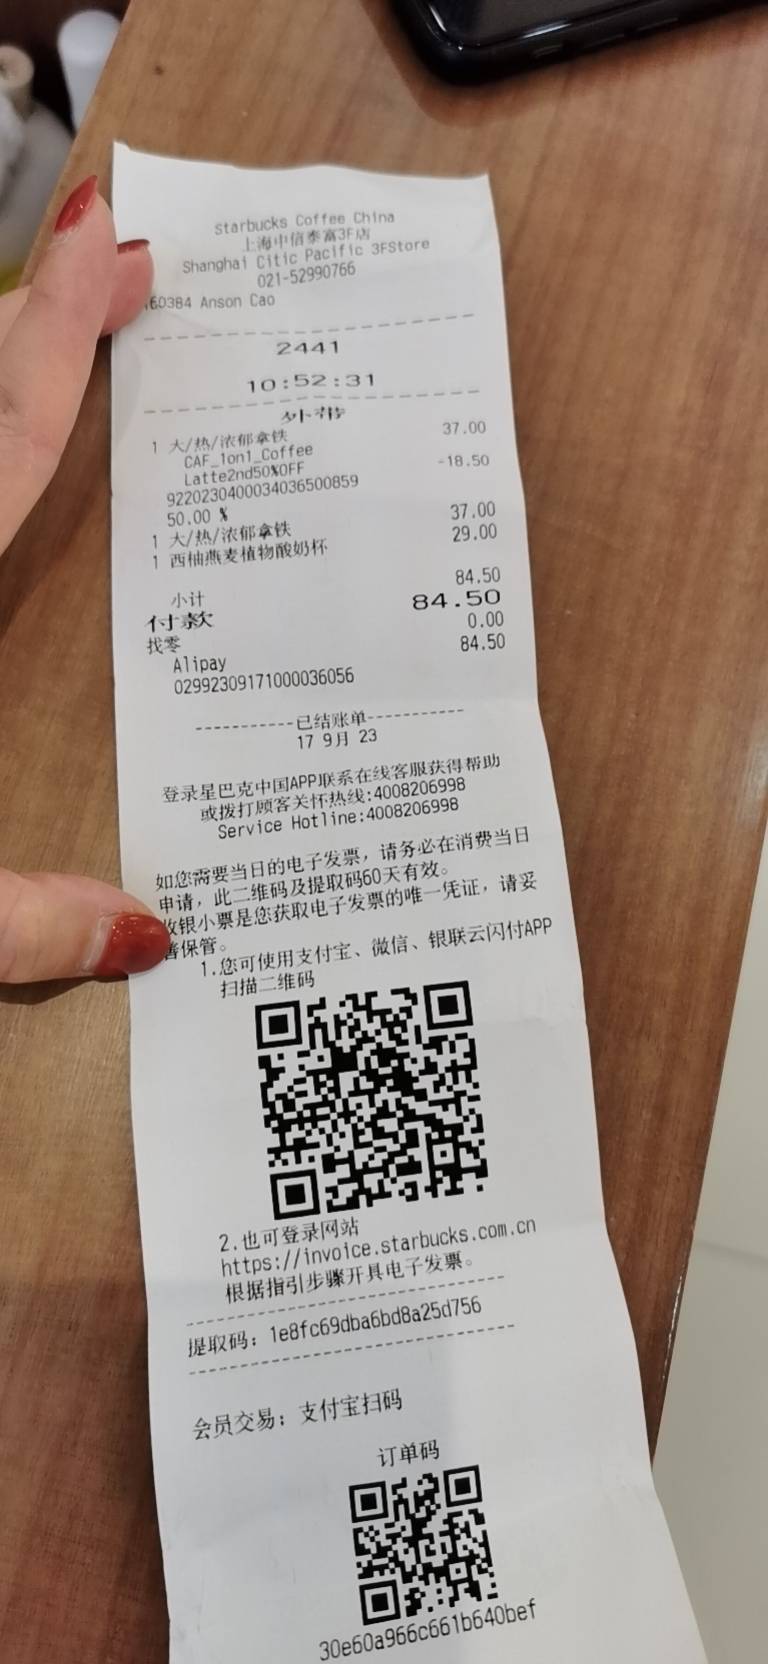 Starbucks Coffee China
上海中信泰富3F店
Shanghai Citic Pacific 3FStore
021-52990766
160384 Anson Cao
2441
10:52:31
外带
1 大/热/浓郁拿铁 37.00
CAF_1on1_Coffee
Latte2nd50%OFF -18.50
9220230400034036500859
50.00 %
1 大/热/浓郁拿铁 37.00
1 西柚燕麦植物酸奶杯 29.00
小计 84.50
付款 84.50
找零 0.00
Alipay 84.50
02992309171000036056
-----------已结账单-----------
17 9月 23
登录星巴克中国APP联系在线客服获得帮助
或拨打顾客关怀热线:4008206998
Service Hotline:4008206998
如您需要当日的电子发票，请务必在消费当日
申请，此二维码及提取码60天有效。
收银小票是您获取电子发票的唯一凭证，请妥
善保管。
1.您可使用支付宝、微信、银联云闪付APP
扫描二维码
2.也可登录网站
https://invoice.starbucks.com.cn
根据指引步骤开具电子发票。
提取码：1e8fc69dba6bd8a25d756
会员交易：支付宝扫码
订单码
30e60a966c661b640bef